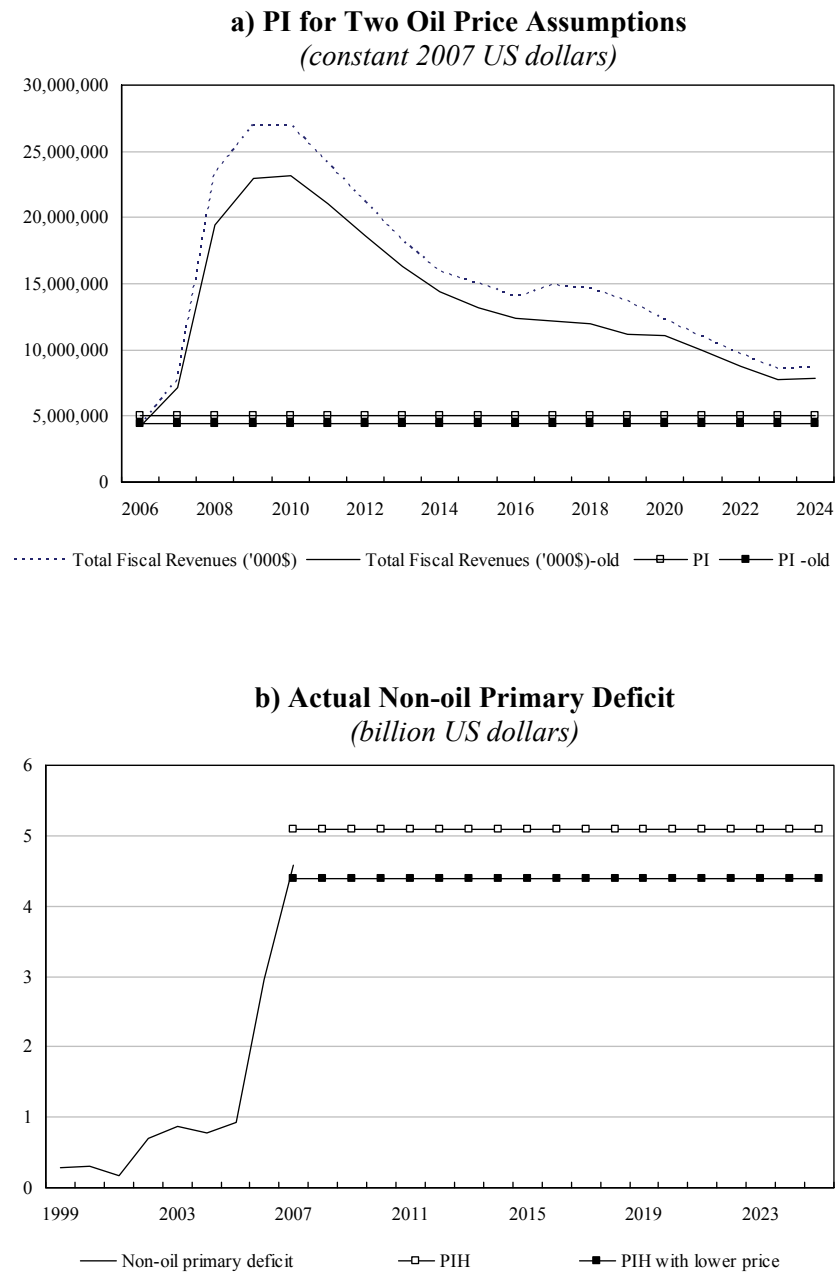 a) PI for Two Oil Price Assumptions
(constant 2007 US dollars)
30,000,000
25,000,000
20,000,000
15,000,000
10,000,000
5,000,000
0
2006 2008 2010 2012 2014 2016 2018 2020 2022 2024
Total Fiscal Revenues ('000$) Total Fiscal Revenues ('000$)-old PI PI -old
b) Actual Non-oil Primary Deficit
(billion US dollars)
6
5
4
3
2
1
0
1999 2003 2007 2011 2015 2019 2023
Non-oil primary deficit PIH PIH with lower price